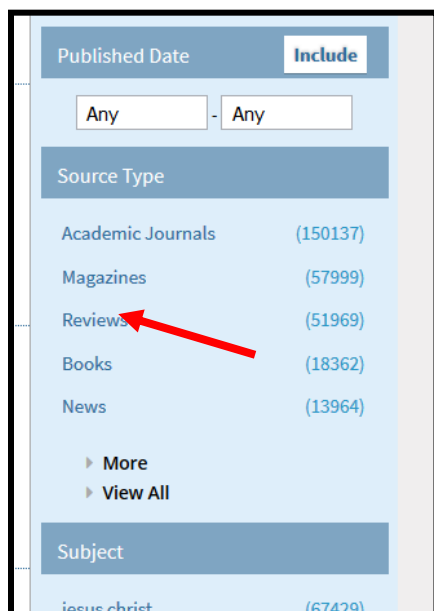 Published Date Include
Any - Any
Source Type
Academic Journals (150137)
Magazines (57999)
Reviews (51969)
Books (18362)
News (13964)
More
View All
Subject
jesus christ (67429)